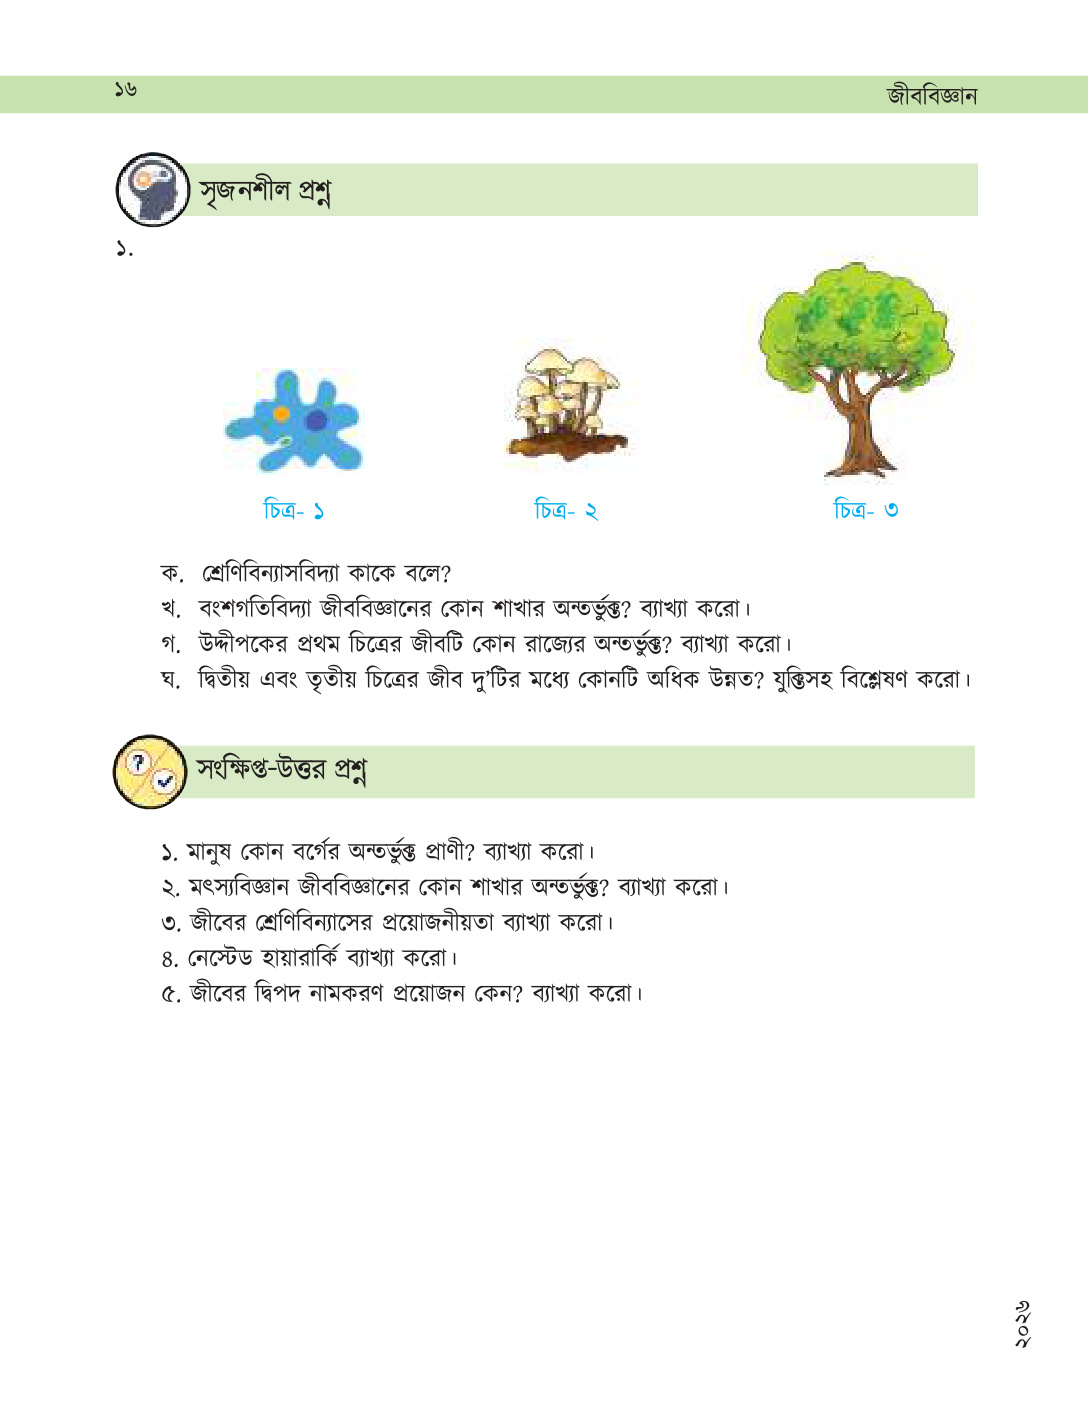 ১৬
জীববিজ্ঞান
সৃজনশীল প্রশ্ন
১.
চিত্র- ১
চিত্র- ২
চিত্র- ৩
ক. শ্রেণিবিন্যাসবিদ্যা কাকে বলে?
খ. বংশগতিবিদ্যা জীববিজ্ঞানের কোন শাখার অন্তর্ভুক্ত? ব্যাখ্যা করো।
গ. উদ্দীপকের প্রথম চিত্রের জীবটি কোন রাজ্যের অন্তর্ভুক্ত? ব্যাখ্যা করো।
ঘ. দ্বিতীয় এবং তৃতীয় চিত্রের জীব দু’টির মধ্যে কোনটি অধিক উন্নত? যুক্তিসহ বিশ্লেষণ করো।
সংক্ষিপ্ত-উত্তর প্রশ্ন
১. মানুষ কোন বর্গের অন্তর্ভুক্ত প্রাণী? ব্যাখ্যা করো।
২. মৎস্যবিজ্ঞান জীববিজ্ঞানের কোন শাখার অন্তর্ভুক্ত? ব্যাখ্যা করো।
৩. জীবের শ্রেণিবিন্যাসের প্রয়োজনীয়তা ব্যাখ্যা করো।
৪. নেস্টেড হায়ারার্কি ব্যাখ্যা করো।
৫. জীবের দ্বিপদ নামকরণ প্রয়োজন কেন? ব্যাখ্যা করো।
২০২৬